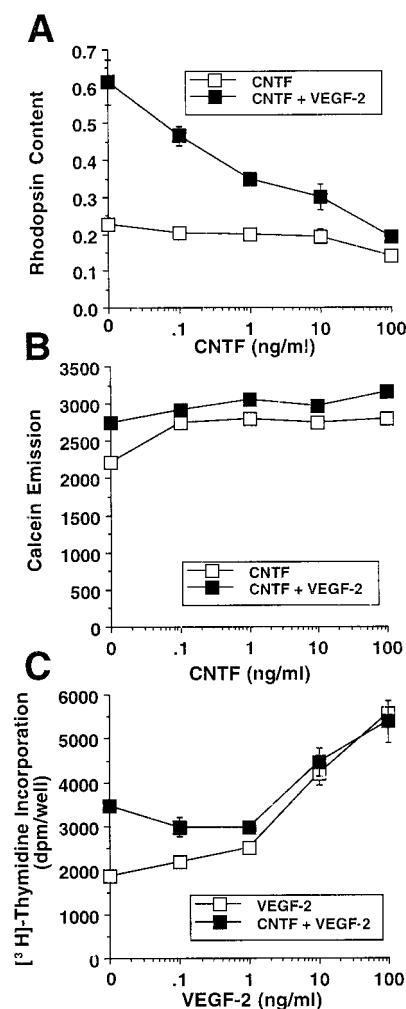 A
0.7
0.6
0.5
0.4
0.3
0.2
0.1
0.0
Rhodopsin Content
CNTF
CNTF + VEGF-2
0 .1 1 10 100
CNTF (ng/ml)
B
3500
3000
2500
2000
1500
1000
500
0
Calcein Emission
CNTF
CNTF + VEGF-2
0 .1 1 10 100
CNTF (ng/ml)
C
6000
5000
4000
3000
2000
1000
0
[³ H]-Thymidine Incorporation
(dpm/well)
VEGF-2
CNTF + VEGF-2
0 .1 1 10 100
VEGF-2 (ng/ml)